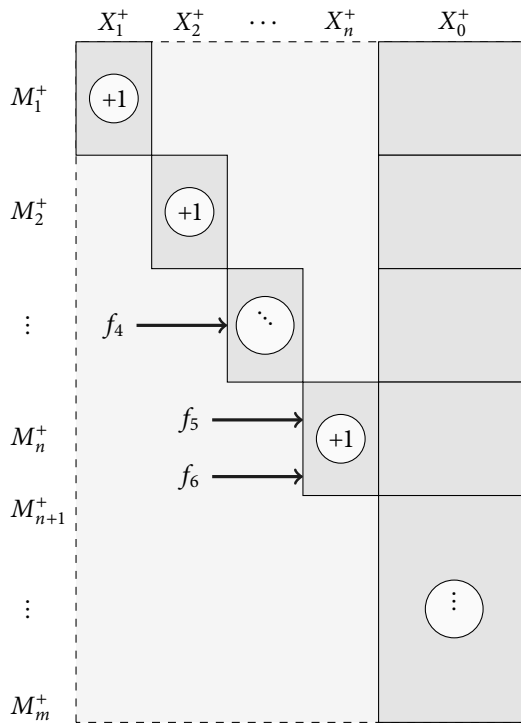 X₁⁺ X₂⁺ ⋯ Xₙ⁺ X₀⁺
M₁⁺ +1
M₂⁺ +1
⋮ f₄ ⋱
f₅
Mₙ⁺ +1
f₆
Mₙ₊₁⁺
⋮ ⋮
Mₘ⁺